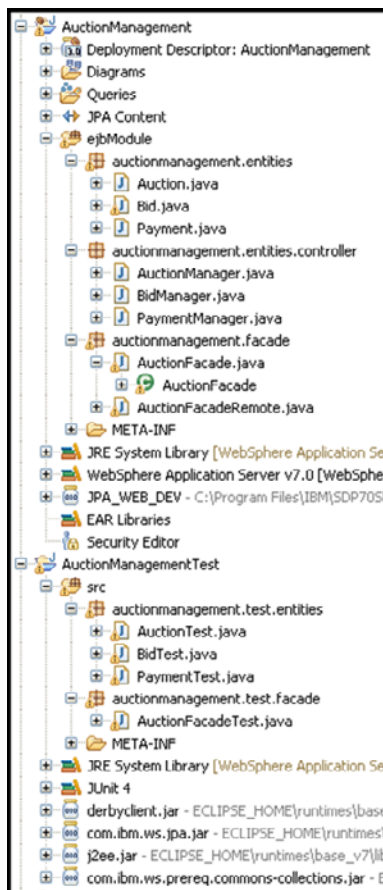 AuctionManagement
Deployment Descriptor: AuctionManagement
Diagrams
Queries
JPA Content
ejbModule
auctionmanagement.entities
Auction.java
Bid.java
Payment.java
auctionmanagement.entities.controller
AuctionManager.java
BidManager.java
PaymentManager.java
auctionmanagement.facade
AuctionFacade.java
AuctionFacade
AuctionFacadeRemote.java
META-INF
JRE System Library [WebSphere Application Se
WebSphere Application Server v7.0 [WebSphe
JPA_WEB_DEV - C:\Program Files\IBM\SDP70S
EAR Libraries
Security Editor
AuctionManagementTest
src
auctionmanagement.test.entities
AuctionTest.java
BidTest.java
PaymentTest.java
auctionmanagement.test.facade
AuctionFacadeTest.java
META-INF
JRE System Library [WebSphere Application Se
JUnit 4
derbyclient.jar - ECLIPSE_HOME\runtimes\base
com.ibm.ws.jpa.jar - ECLIPSE_HOME\runtimes\
j2ee.jar - ECLIPSE_HOME\runtimes\base_v7\lib
com.ibm.ws.prereq.commons-collections.jar - E